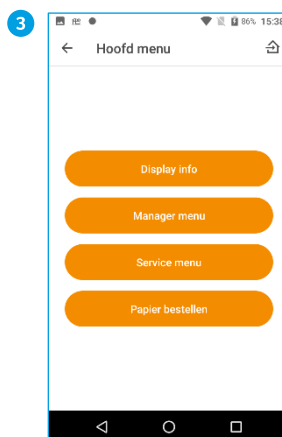 3
86% 15:38
Hoofd menu
Display info
Manager menu
Service menu
Papier bestellen